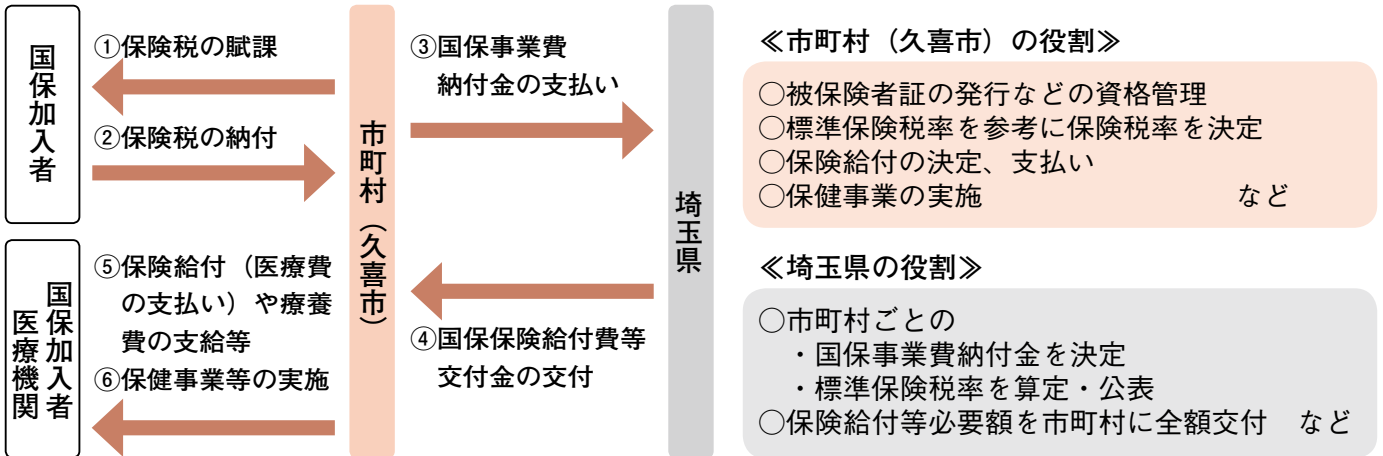 国保加入者
①保険税の賦課
②保険税の納付
国保加入者
医療機関
⑤保険給付（医療費
の支払い）や療養
費の支給等
⑥保健事業等の実施
市町村（久喜市）
③国保事業費
納付金の支払い
④国保保険給付費等
交付金の交付
埼玉県
≪市町村（久喜市）の役割≫
○被保険者証の発行などの資格管理
○標準保険税率を参考に保険税率を決定
○保険給付の決定、支払い
○保健事業の実施　など
≪埼玉県の役割≫
○市町村ごとの
・国保事業費納付金を決定
・標準保険税率を算定・公表
○保険給付等必要額を市町村に全額交付　など